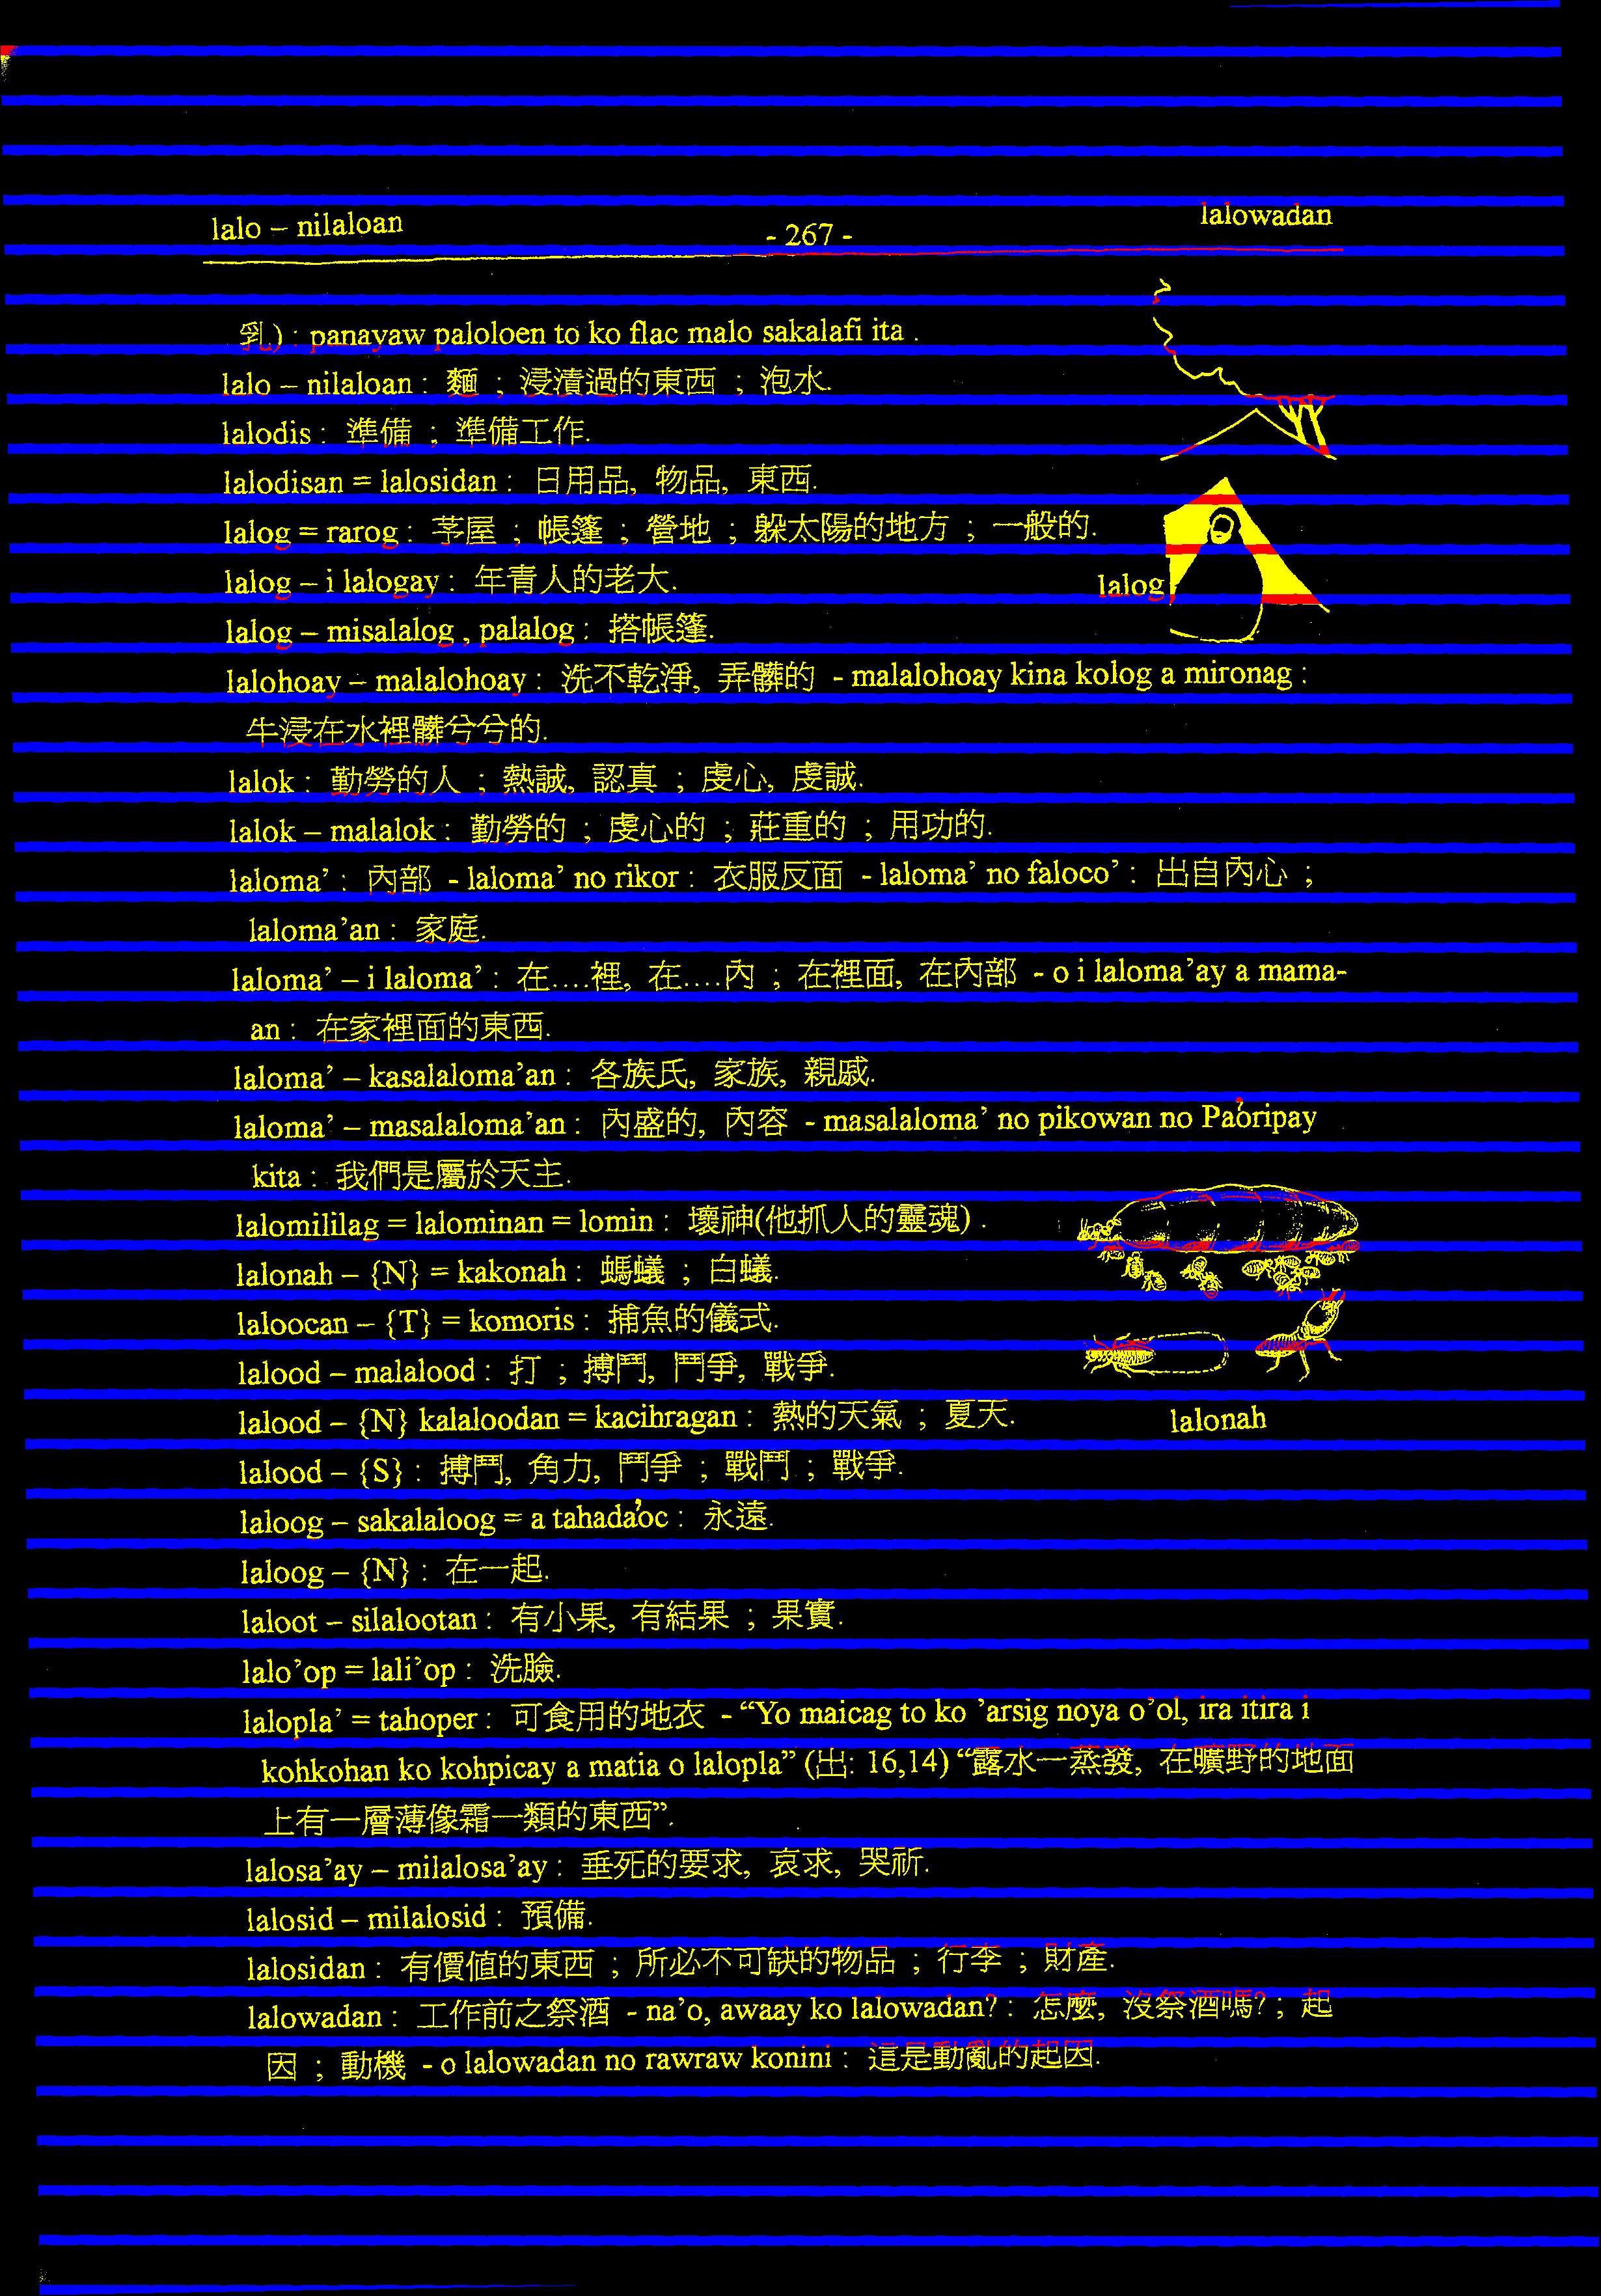 lalo – nilaloan - 267 - lalowadan
乳) : panayaw paloloen to ko flac malo sakalafi ita .
lalo – nilaloan : 麵 ; 浸漬過的東西 ; 泡水.
lalodis : 準備 ; 準備工作.
lalodisan = lalosidan : 日用品, 物品, 東西.
lalog = rarog : 茅屋 ; 帳篷 ; 營地 ; 躲太陽的地方 ; 一般的.
lalog – i lalogay : 年青人的老大.
lalog
lalog – misalalog , palalog : 搭帳篷.
lalohoay – malalohoay : 洗不乾淨, 弄髒的 - malalohoay kina kolog a mironag :
牛浸在水裡髒兮兮的.
lalok : 勤勞的人 ; 熱誠, 認真 ; 虔心, 虔誠.
lalok – malalok : 勤勞的 ; 虔心的 ; 莊重的 ; 用功的.
laloma’ : 內部 - laloma’ no rikor : 衣服反面 - laloma’ no faloco’ : 出自內心 ;
laloma’an : 家庭.
laloma’ – i laloma’ : 在....裡, 在....內 ; 在裡面, 在內部 - o i laloma’ay a mama-
an : 在家裡面的東西.
laloma’ – kasalaloma’an : 各族氏, 家族, 親戚.
laloma’ – masalaloma’an : 內盛的, 內容 - masalaloma’ no pikowan no Pa’oripay
kita : 我們是屬於天主.
lalomililag = lalominan = lomin : 壞神(他抓人的靈魂) .
lalonah – {N} = kakonah : 螞蟻 ; 白蟻.
laloocan – {T} = komoris : 捕魚的儀式.
lalood – malalood : 打 ; 搏鬥, 鬥爭, 戰爭.
lalood – {N} kalaloodan = kacihragan : 熱的天氣 ; 夏天.
lalonah
lalood – {S} : 搏鬥, 角力, 鬥爭 ; 戰鬥 ; 戰爭.
laloog – sakalaloog = a tahada’oc : 永遠.
laloog – {N} : 在一起.
laloot – silalootan : 有小果, 有結果 ; 果實.
lalo’op = lali’op : 洗臉.
lalopla’ = tahoper : 可食用的地衣 - “Yo maicag to ko ’arsig noya o’ol, ira itira i
kohkohan ko kohpicay a matia o lalopla” (出: 16,14) “露水一蒸發, 在曠野的地面
上有一層薄像霜一類的東西”.
lalosa’ay – milalosa’ay : 垂死的要求, 哀求, 哭祈.
lalosid – milalosid : 預備.
lalosidan : 有價值的東西 ; 所必不可缺的物品 ; 行李 ; 財產.
lalowadan : 工作前之祭酒 - na’o, awaay ko lalowadan? : 怎麼, 沒祭酒嗎? ; 起
因 ; 動機 - o lalowadan no rawraw konini : 這是動亂的起因.